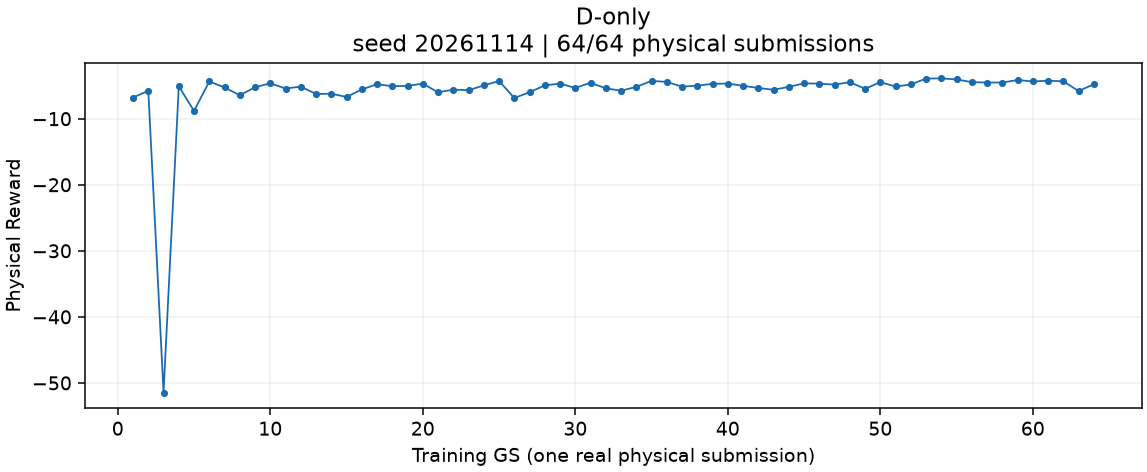 D-only
seed 20261114 | 64/64 physical submissions
Physical Reward
−10
−20
−30
−40
−50
0 10 20 30 40 50 60
Training GS (one real physical submission)